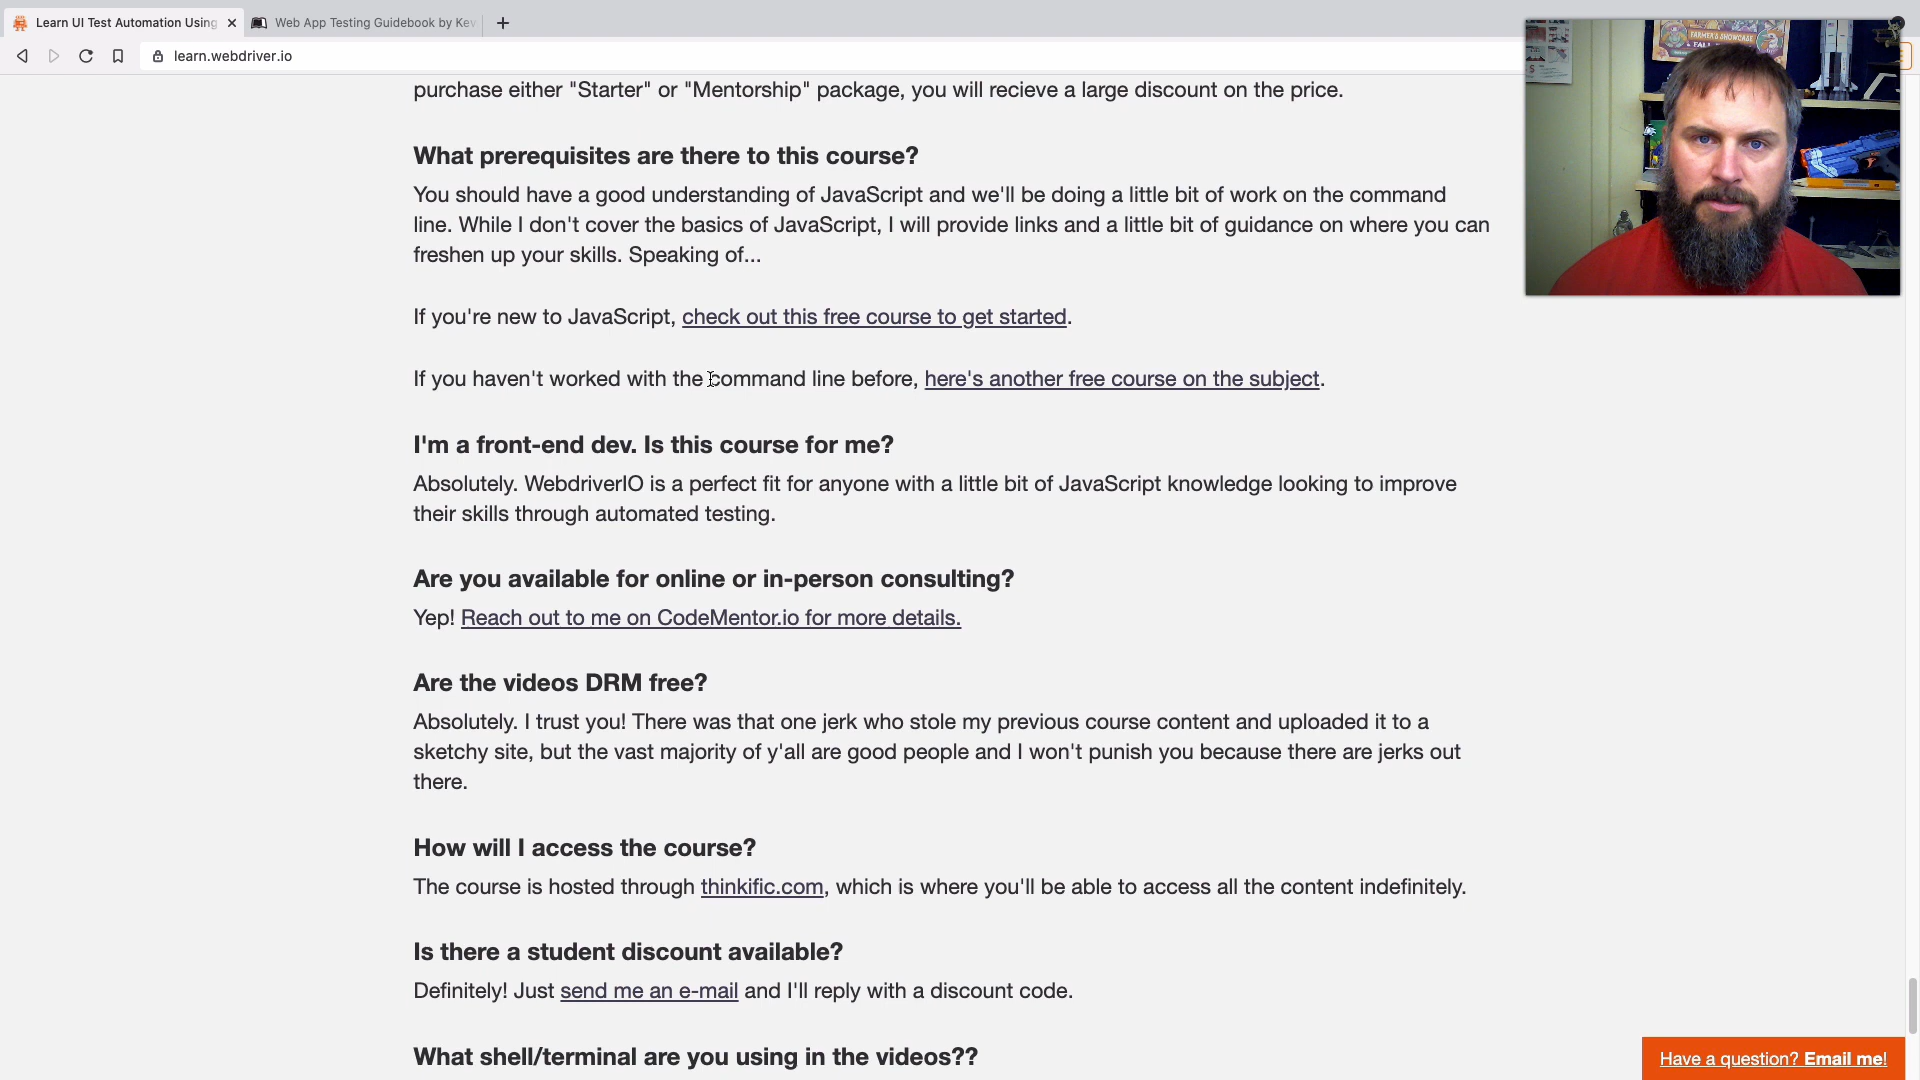 Learn UI Test Automation Using
Web App Testing Guidebook by Kev
learn.webdriver.io
purchase either "Starter" or "Mentorship" package, you will recieve a large discount on the price.
What prerequisites are there to this course?
You should have a good understanding of JavaScript and we'll be doing a little bit of work on the command
line. While I don't cover the basics of JavaScript, I will provide links and a little bit of guidance on where you can
freshen up your skills. Speaking of...
If you're new to JavaScript, check out this free course to get started.
If you haven't worked with the command line before, here's another free course on the subject.
I'm a front-end dev. Is this course for me?
Absolutely. WebdriverIO is a perfect fit for anyone with a little bit of JavaScript knowledge looking to improve
their skills through automated testing.
Are you available for online or in-person consulting?
Yep! Reach out to me on CodeMentor.io for more details.
Are the videos DRM free?
Absolutely. I trust you! There was that one jerk who stole my previous course content and uploaded it to a
sketchy site, but the vast majority of y'all are good people and I won't punish you because there are jerks out
there.
How will I access the course?
The course is hosted through thinkific.com, which is where you'll be able to access all the content indefinitely.
Is there a student discount available?
Definitely! Just send me an e-mail and I'll reply with a discount code.
What shell/terminal are you using in the videos??
Have a question? Email me!
FARMER'S SHOWCASE